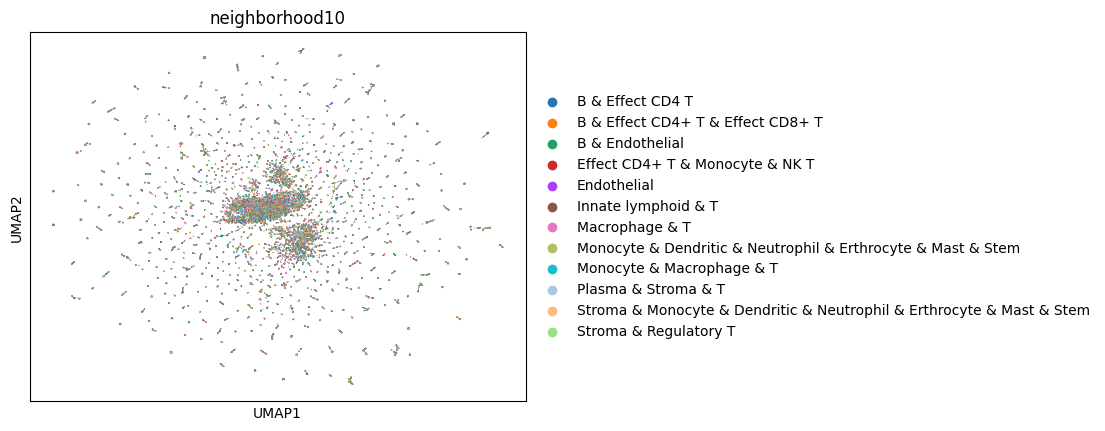 neighborhood10
UMAP2
UMAP1
B & Effect CD4 T
B & Effect CD4+ T & Effect CD8+ T
B & Endothelial
Effect CD4+ T & Monocyte & NK T
Endothelial
Innate lymphoid & T
Macrophage & T
Monocyte & Dendritic & Neutrophil & Erthrocyte & Mast & Stem
Monocyte & Macrophage & T
Plasma & Stroma & T
Stroma & Monocyte & Dendritic & Neutrophil & Erthrocyte & Mast & Stem
Stroma & Regulatory T